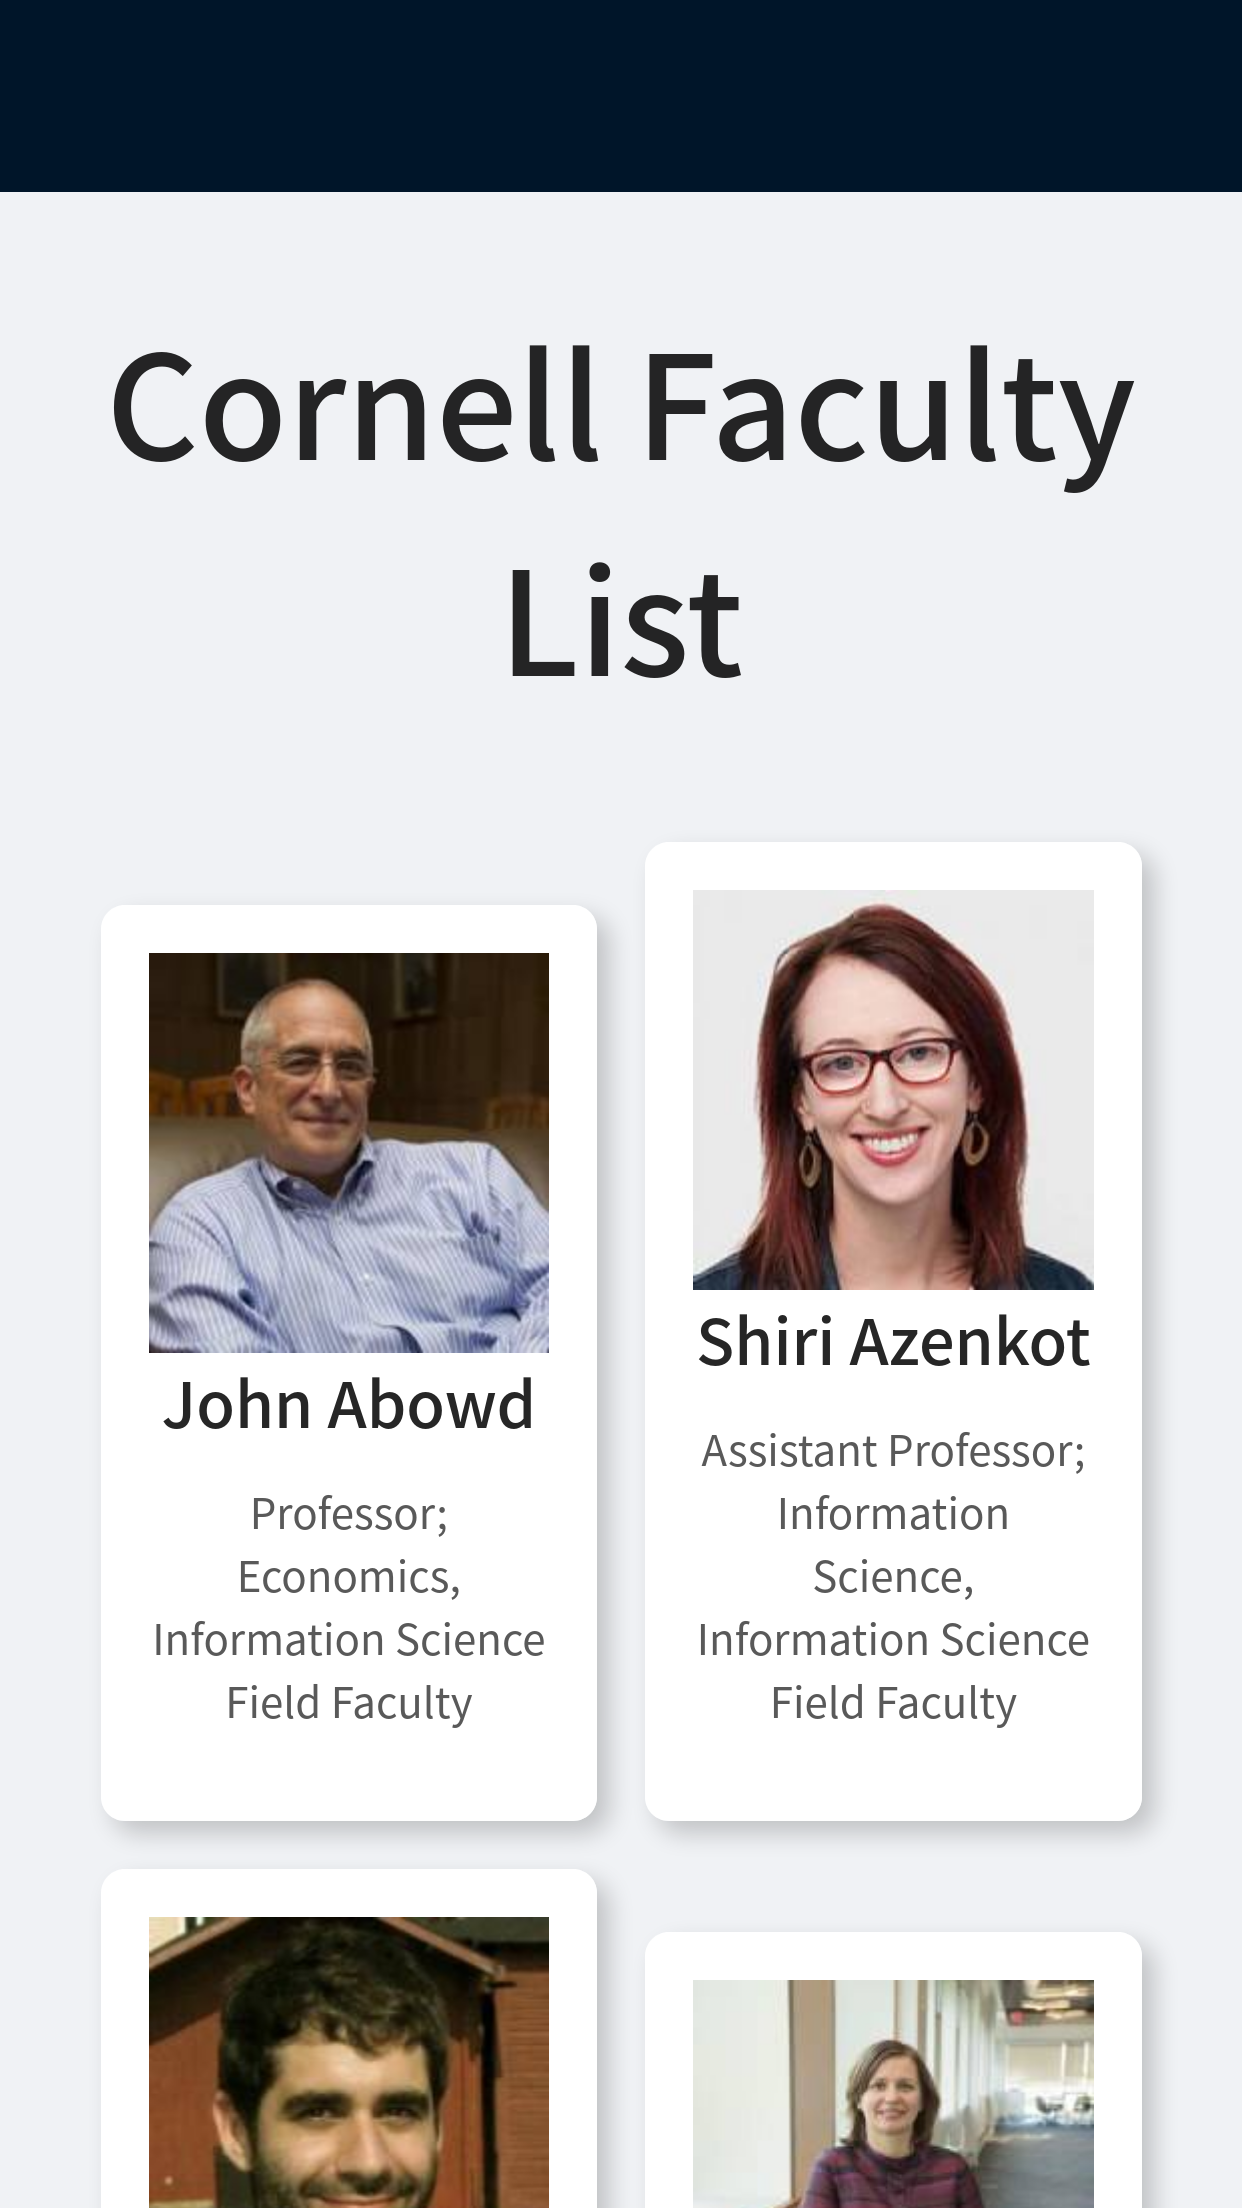 Cornell Faculty
List
John Abowd
Professor;
Economics,
Information Science
Field Faculty
Shiri Azenkot
Assistant Professor;
Information
Science,
Information Science
Field Faculty